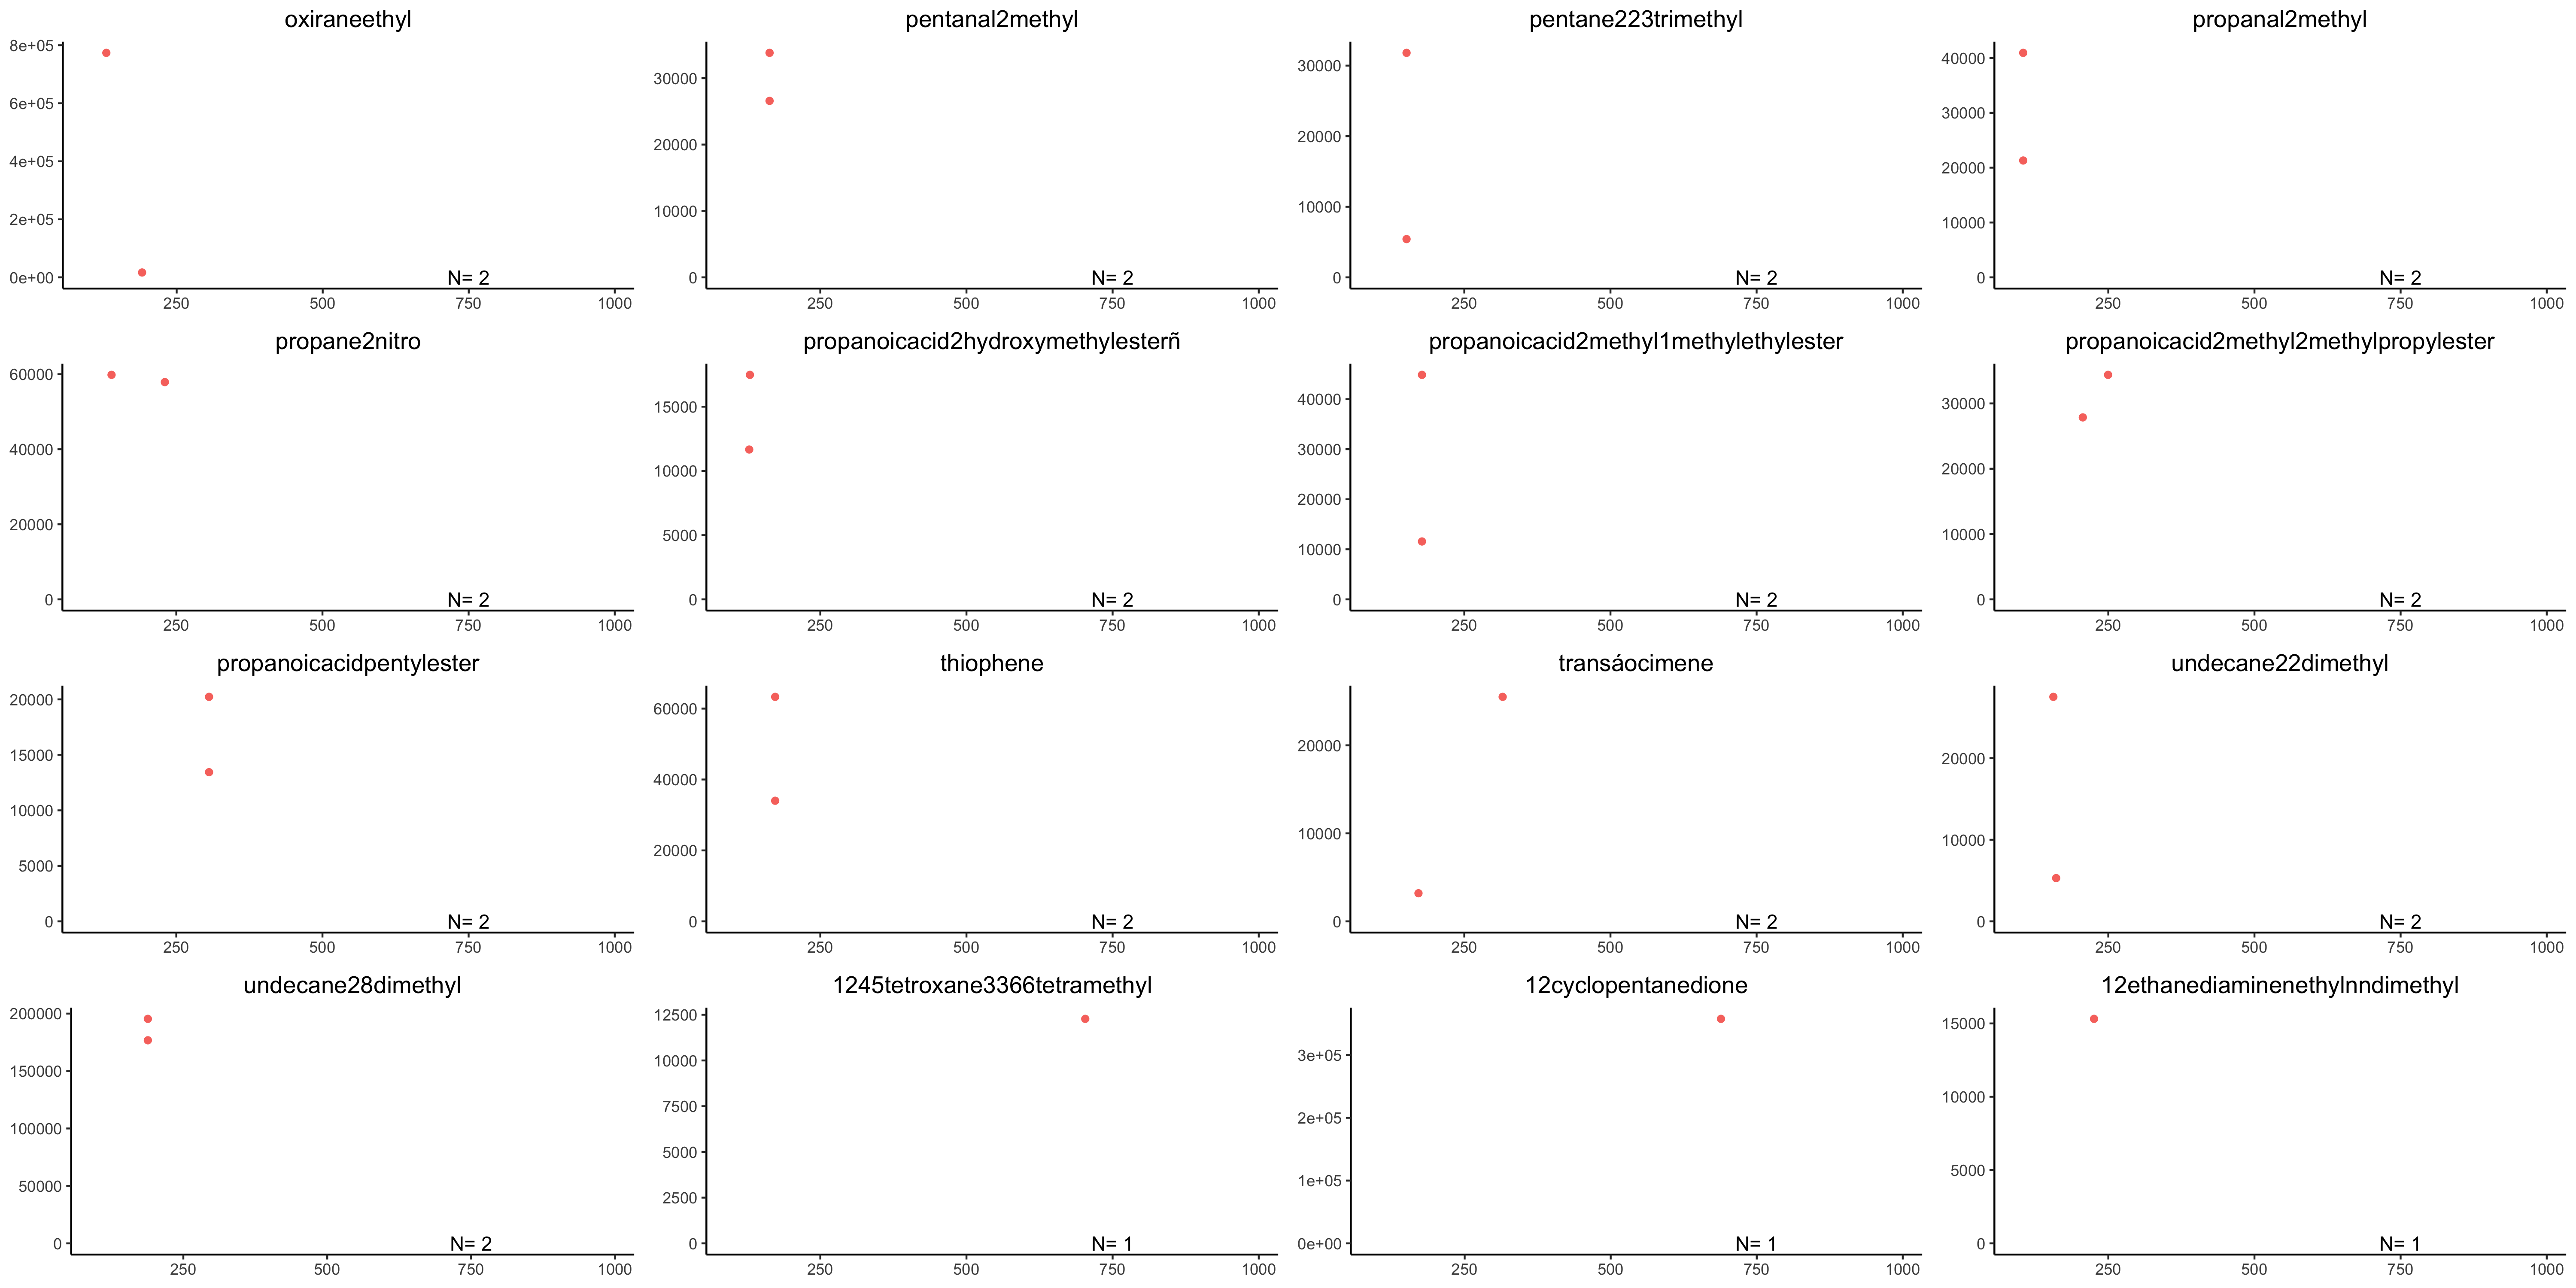 oxiraneethyl
8e+05
6e+05
4e+05
2e+05
0e+00
N= 2
250 500 750 1000
pentanal2methyl
30000
20000
10000
0
N= 2
250 500 750 1000
pentane223trimethyl
30000
20000
10000
0
N= 2
250 500 750 1000
propanal2methyl
40000
30000
20000
10000
0
N= 2
250 500 750 1000
propane2nitro
60000
40000
20000
0
N= 2
250 500 750 1000
propanoicacid2hydroxymethylesterñ
15000
10000
5000
0
N= 2
250 500 750 1000
propanoicacid2methyl1methylethylester
40000
30000
20000
10000
0
N= 2
250 500 750 1000
propanoicacid2methyl2methylpropylester
30000
20000
10000
0
N= 2
250 500 750 1000
propanoicacidpentylester
20000
15000
10000
5000
0
N= 2
250 500 750 1000
thiophene
60000
40000
20000
0
N= 2
250 500 750 1000
transáocimene
20000
10000
0
N= 2
250 500 750 1000
undecane22dimethyl
20000
10000
0
N= 2
250 500 750 1000
undecane28dimethyl
200000
150000
100000
50000
0
N= 2
250 500 750 1000
1245tetroxane3366tetramethyl
12500
10000
7500
5000
2500
0
N= 1
250 500 750 1000
12cyclopentanedione
3e+05
2e+05
1e+05
0e+00
N= 1
250 500 750 1000
12ethanediaminenethylnndimethyl
15000
10000
5000
0
N= 1
250 500 750 1000